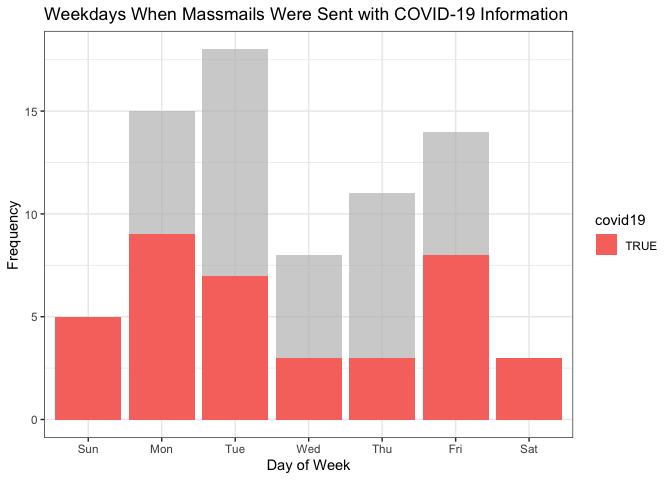 Weekdays When Massmails Were Sent with COVID-19 Information
15
10
5
0
Frequency
Sun Mon Tue Wed Thu Fri Sat
Day of Week
covid19
TRUE